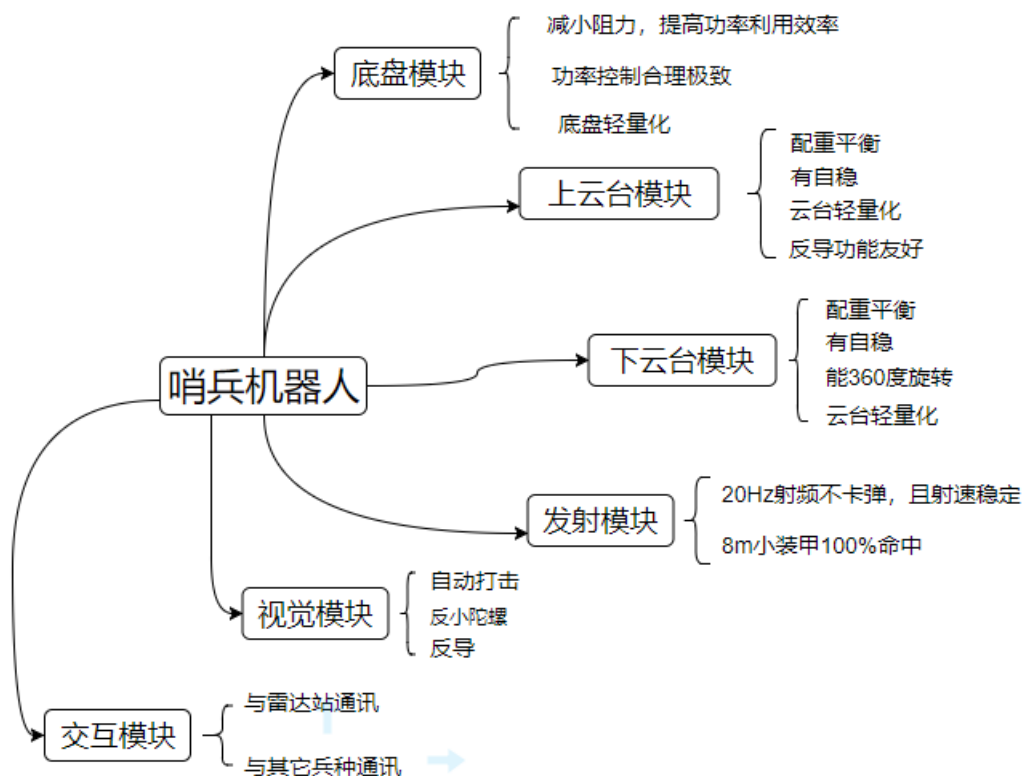 减小阻力，提高功率利用效率
底盘模块
功率控制合理极致
底盘轻量化
配重平衡
有自稳
上云台模块
云台轻量化
反导功能友好
配重平衡
有自稳
下云台模块
能360度旋转
云台轻量化
哨兵机器人
20Hz射频不卡弹，且射速稳定
发射模块
8m小装甲100%命中
自动打击
视觉模块
反小陀螺
反导
与雷达站通讯
交互模块
与其它兵种通讯